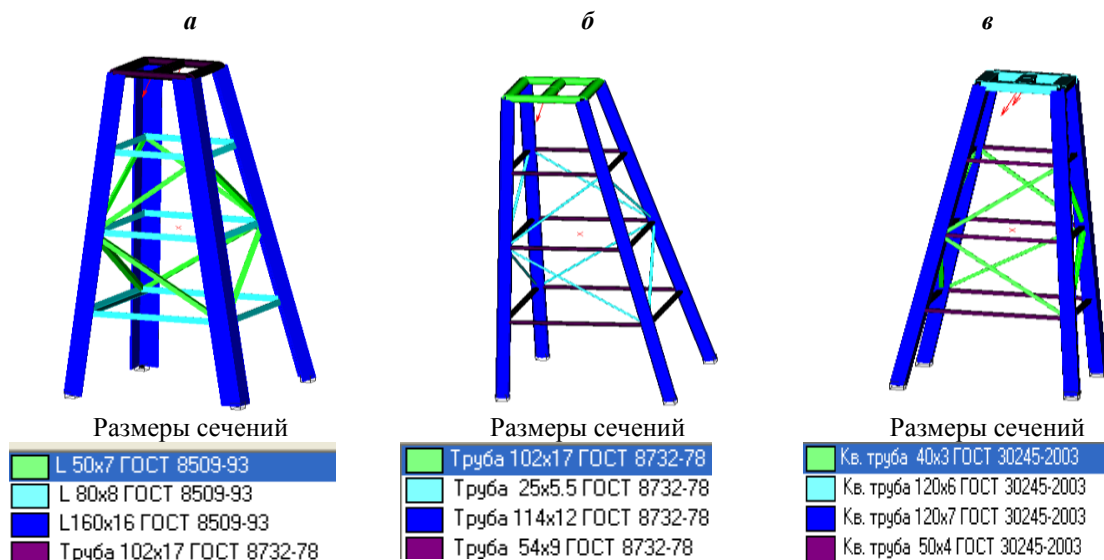 а б в
Размеры сечений Размеры сечений Размеры сечений
L 50x7 ГОСТ 8509-93
L 80x8 ГОСТ 8509-93
L160x16 ГОСТ 8509-93
Труба 102x17 ГОСТ 8732-78
Труба 102x17 ГОСТ 8732-78
Труба 25x5.5 ГОСТ 8732-78
Труба 114x12 ГОСТ 8732-78
Труба 54x9 ГОСТ 8732-78
Кв. труба 40x3 ГОСТ 30245-2003
Кв. труба 120x6 ГОСТ 30245-2003
Кв. труба 120x7 ГОСТ 30245-2003
Кв. труба 50x4 ГОСТ 30245-2003